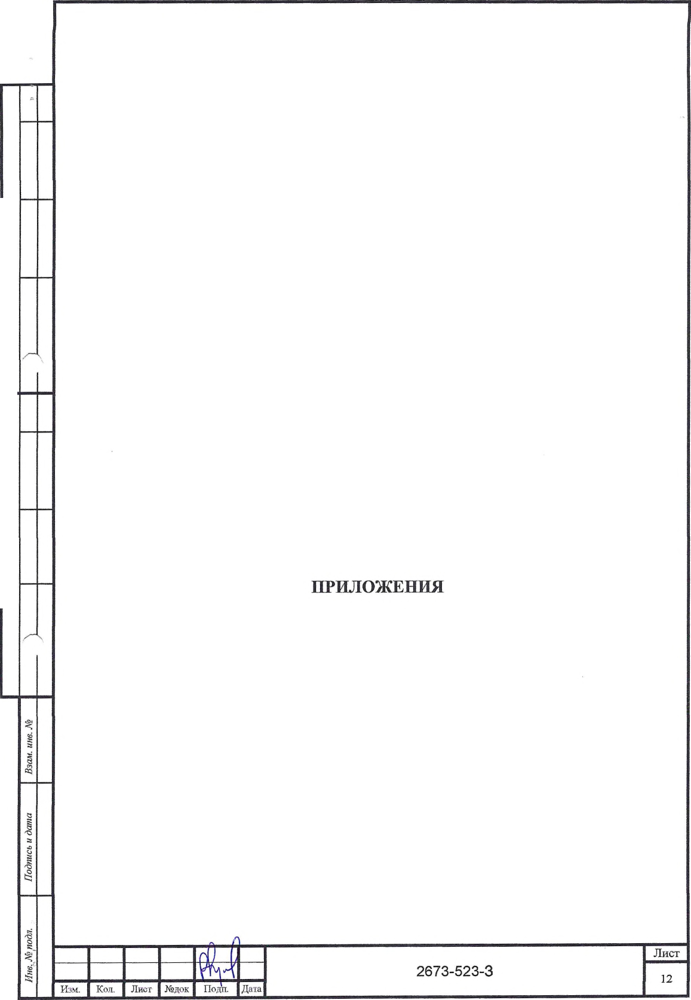 ПРИЛОЖЕНИЯ
Взам. инв. №
Подпись и дата
Инв. № подл.
Изм. Кол. Лист №док Подп. Дата
2673-523-З
Лист
12